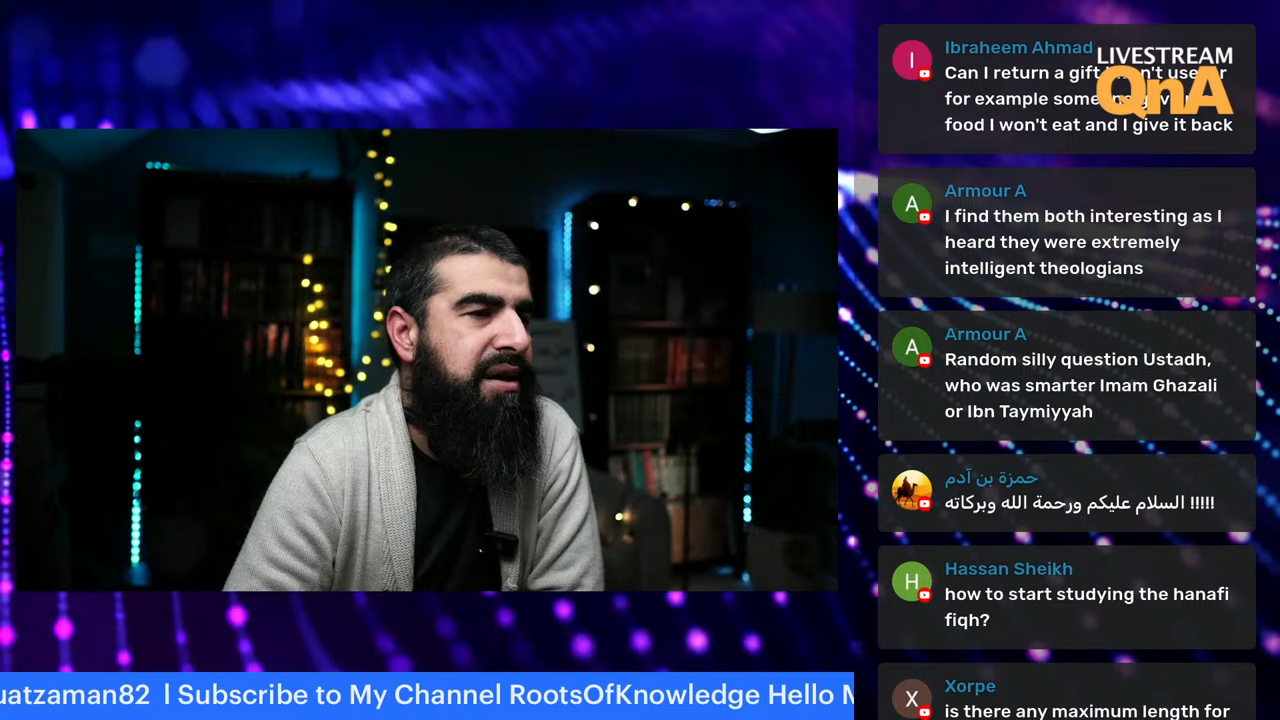 Ibraheem Ahmad
LIVESTREAM
QnA
Can I return a gift
for example
food I won't eat and I give it back
Armour A
I find them both interesting as I
heard they were extremely
intelligent theologians
Armour A
Random silly question Ustadh,
who was smarter Imam Ghazali
or Ibn Taymiyyah
حمزة بن آدم
السلام عليكم ورحمة الله وبركاته !!!!!
Hassan Sheikh
how to start studying the hanafi
fiqh?
Xorpe
is there any maximum length for
uatzaman82 | Subscribe to My Channel RootsOfKnowledge Hello
I
A
A
H
X